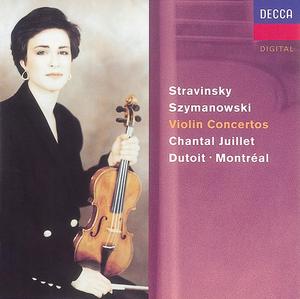 DECCA
DIGITAL
Stravinsky
Szymanowski
Violin Concertos
Chantal Juillet
Dutoit · Montréal